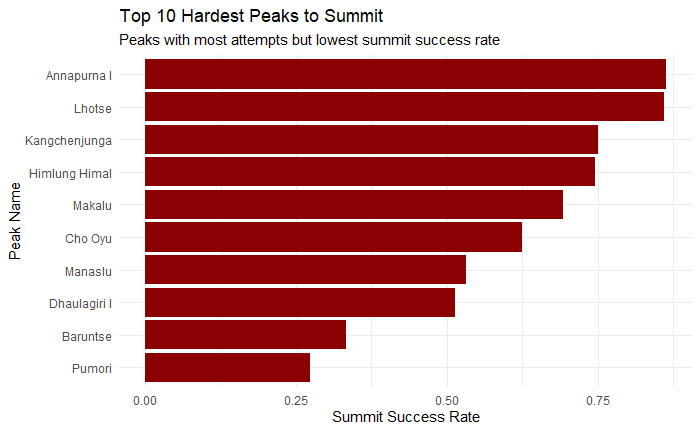 Top 10 Hardest Peaks to Summit
Peaks with most attempts but lowest summit success rate
Peak Name
Annapurna I
Lhotse
Kangchenjunga
Himlung Himal
Makalu
Cho Oyu
Manaslu
Dhaulagiri I
Baruntse
Pumori
0.00 0.25 0.50 0.75
Summit Success Rate